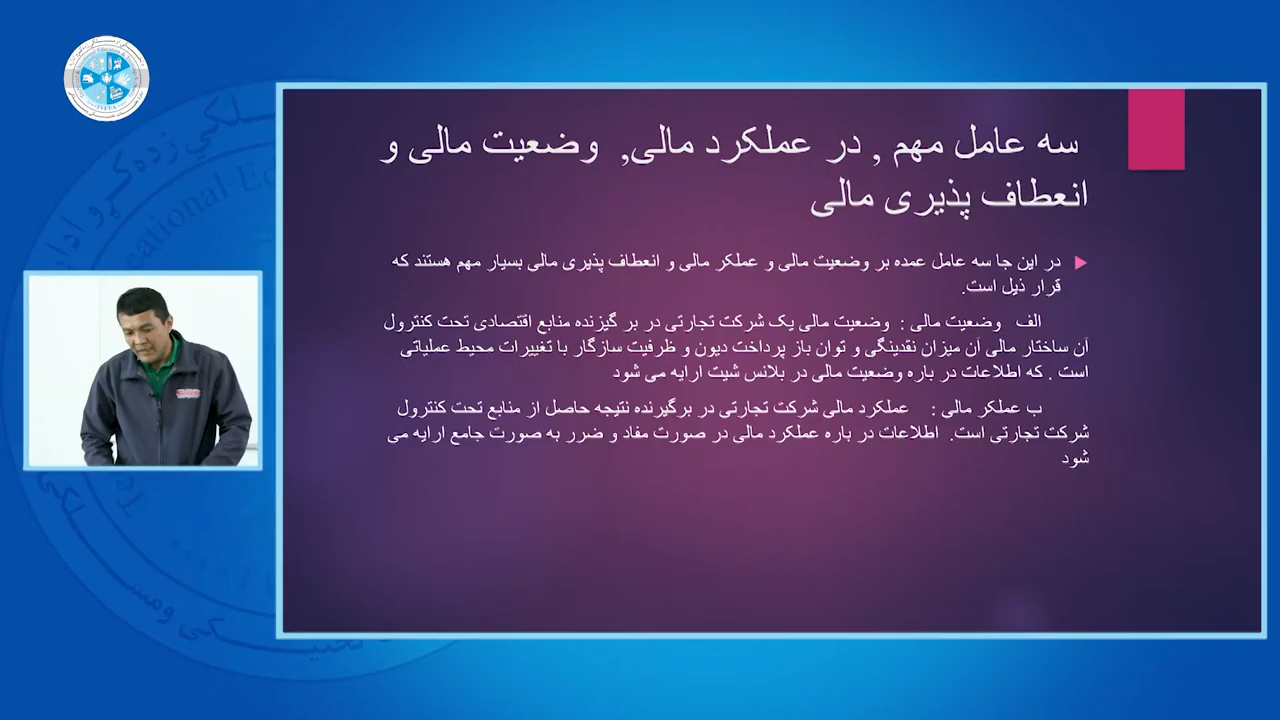 سه عامل مهم , در عملکرد مالی, وضعیت مالی و
انعطاف پذیری مالی
در این جا سه عامل عمده بر وضعیت مالی و عملکر مالی و انعطاف پذیری مالی بسیار مهم هستند که
قرار ذیل است.
الف وضعیت مالی : وضعیت مالی یک شرکت تجارتی در بر گیزنده منابع اقتصادی تحت کنترول
آن ساختار مالی آن میزان نقدینگی و توان باز پرداخت دیون و ظرفیت سازگار با تغییرات محیط عملیاتی
است . که اطلاعات در باره وضعیت مالی در بلانس شیت ارایه می شود
ب عملکر مالی : عملکرد مالی شرکت تجارتی در برگیرنده نتیجه حاصل از منابع تحت کنترول
شرکت تجارتی است. اطلاعات در باره عملکرد مالی در صورت مفاد و ضرر به صورت جامع ارایه می
شود